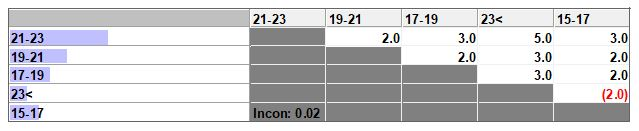 21-23 19-21 17-19 23< 15-17
21-23 2.0 3.0 5.0 3.0
19-21 2.0 3.0 2.0
17-19 3.0 2.0
23< (2.0)
15-17 Incon: 0.02